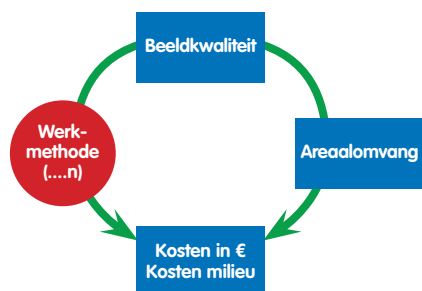 Beeldkwaliteit
Werk-
methode
(....n)
Areaalomvang
Kosten in €
Kosten milieu